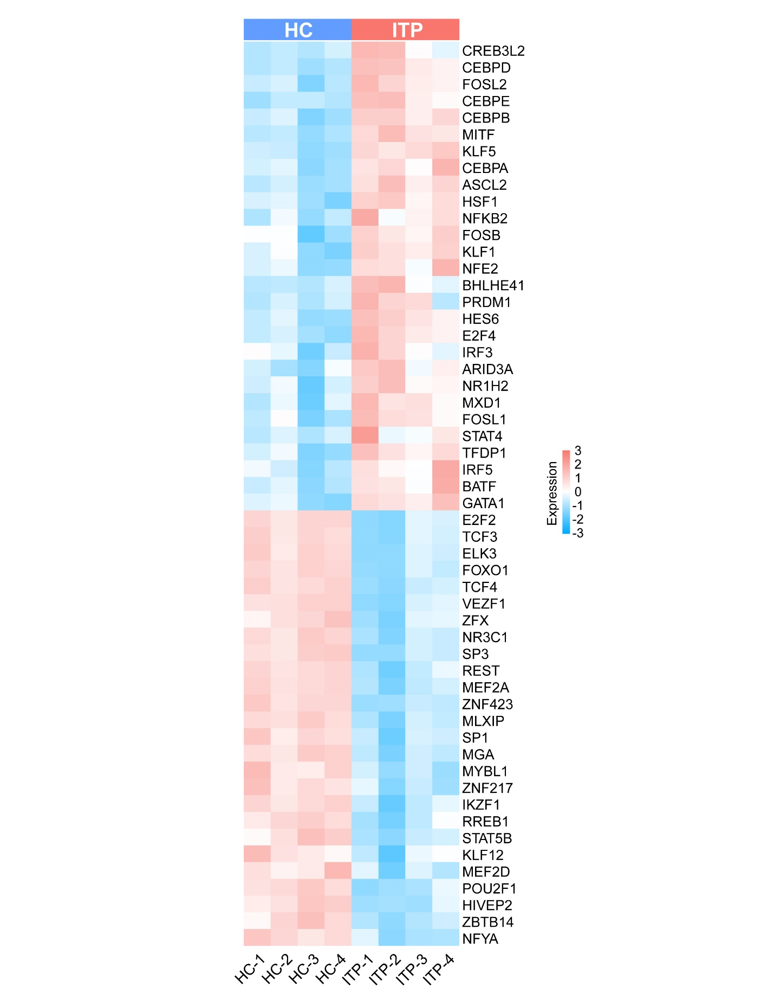 HC ITP
CREB3L2
CEBPD
FOSL2
CEBPE
CEBPB
MITF
KLF5
CEBPA
ASCL2
HSF1
NFKB2
FOSB
KLF1
NFE2
BHLHE41
PRDM1
HES6
E2F4
IRF3
ARID3A
NR1H2
MXD1
FOSL1
STAT4
TFDP1
IRF5
BATF
GATA1
E2F2
TCF3
ELK3
FOXO1
TCF4
VEZF1
ZFX
NR3C1
SP3
REST
MEF2A
ZNF423
MLXIP
SP1
MGA
MYBL1
ZNF217
IKZF1
RREB1
STAT5B
KLF12
MEF2D
POU2F1
HIVEP2
ZBTB14
NFYA
HC-1 HC-2 HC-3 HC-4 ITP-1 ITP-2 ITP-3 ITP-4
Expression
3
2
1
0
-1
-2
-3